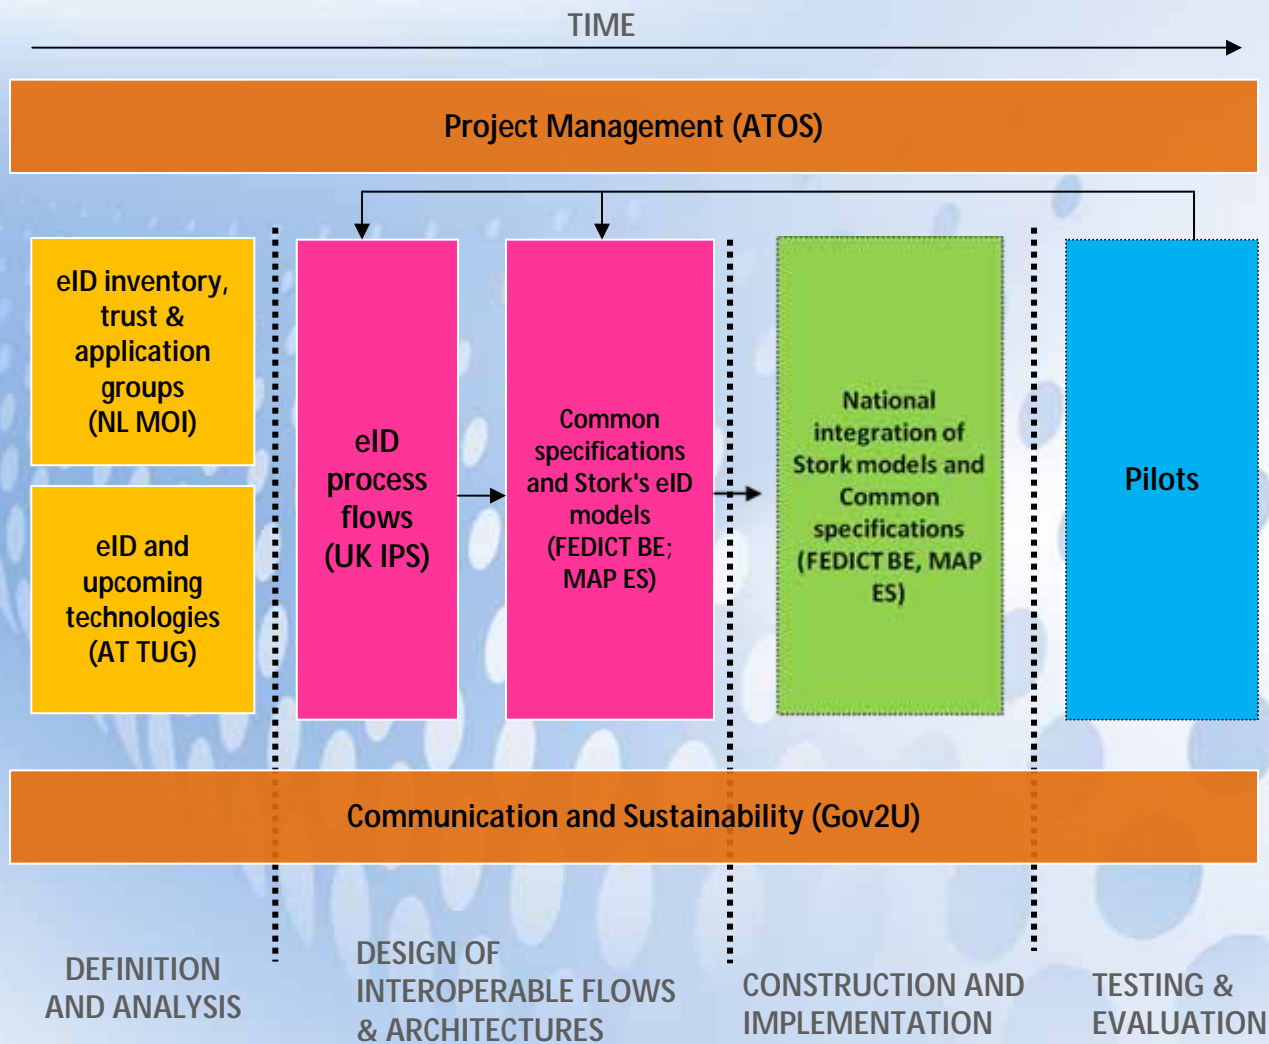 TIME
Project Management (ATOS)
eID inventory,
trust &
application
groups
(NL MOI)
eID and
upcoming
technologies
(AT TUG)
eID
process
flows
(UK IPS)
Common
specifications
and Stork's eID
models
(FEDICT BE;
MAP ES)
National
integration of
Stork models and
Common
specifications
(FEDICT BE, MAP
ES)
Pilots
Communication and Sustainability (Gov2U)
DEFINITION
AND ANALYSIS
DESIGN OF
INTEROPERABLE FLOWS
& ARCHITECTURES
CONSTRUCTION AND
IMPLEMENTATION
TESTING &
EVALUATION